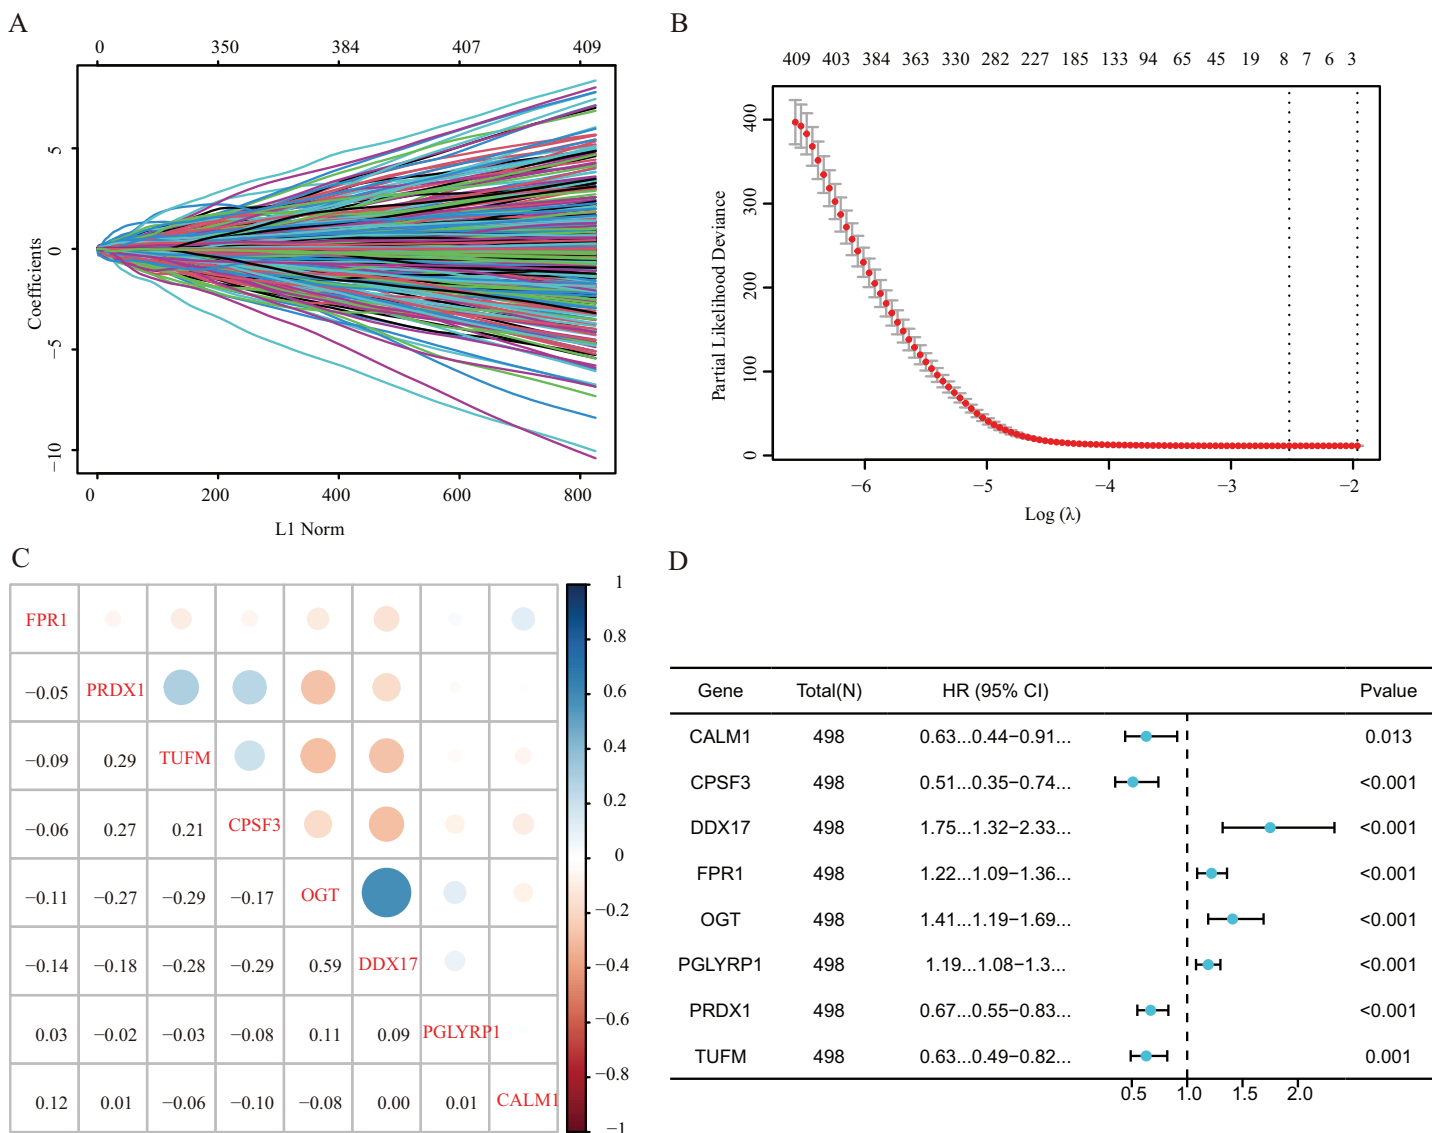 A
0 350 384 407 409
Coefficients
5
0
−5
−10
0 200 400 600 800
L1 Norm
B
409 403 384 363 330 282 227 185 133 94 65 45 19 8 7 6 3
Partial Likelihood Deviance
400
300
200
100
0
−6 −5 −4 −3 −2
Log (λ)
C
FPR1
−0.05 PRDX1
−0.09 0.29 TUFM
−0.06 0.27 0.21 CPSF3
−0.11 −0.27 −0.29 −0.17 OGT
−0.14 −0.18 −0.28 −0.29 0.59 DDX17
0.03 −0.02 −0.03 −0.08 0.11 0.09 PGLYRP1
0.12 0.01 −0.06 −0.10 −0.08 0.00 0.01 CALM1
1
0.8
0.6
0.4
0.2
0
−0.2
−0.4
−0.6
−0.8
−1
D
Gene Total(N) HR (95% CI) Pvalue
CALM1 498 0.63...0.44−0.91... 0.013
CPSF3 498 0.51...0.35−0.74... <0.001
DDX17 498 1.75...1.32−2.33... <0.001
FPR1 498 1.22...1.09−1.36... <0.001
OGT 498 1.41...1.19−1.69... <0.001
PGLYRP1 498 1.19...1.08−1.3... <0.001
PRDX1 498 0.67...0.55−0.83... <0.001
TUFM 498 0.63...0.49−0.82... 0.001
0.5 1.0 1.5 2.0